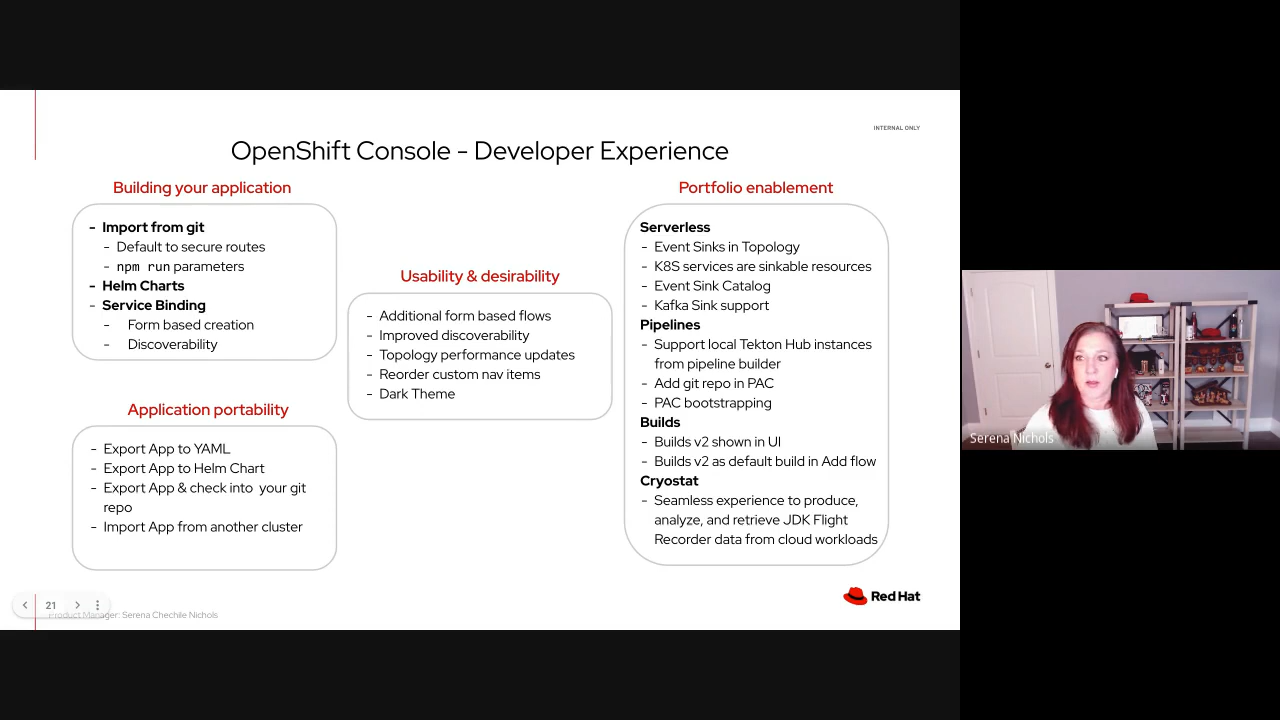 INTERNAL ONLY
OpenShift Console - Developer Experience
Building your application
- Import from git
- Default to secure routes
- npm run parameters
- Helm Charts
- Service Binding
- Form based creation
- Discoverability
Application portability
- Export App to YAML
- Export App to Helm Chart
- Export App & check into your git
repo
- Import App from another cluster
Usability & desirability
- Additional form based flows
- Improved discoverability
- Topology performance updates
- Reorder custom nav items
- Dark Theme
Portfolio enablement
Serverless
- Event Sinks in Topology
- K8S services are sinkable resources
- Event Sink Catalog
- Kafka Sink support
Pipelines
- Support local Tekton Hub instances
from pipeline builder
- Add git repo in PAC
- PAC bootstrapping
Builds
- Builds v2 shown in UI
- Builds v2 as default build in Add flow
Cryostat
- Seamless experience to produce,
analyze, and retrieve JDK Flight
Recorder data from cloud workloads
21
Product Manager: Serena Chechile Nichols
Red Hat
Serena Nichols